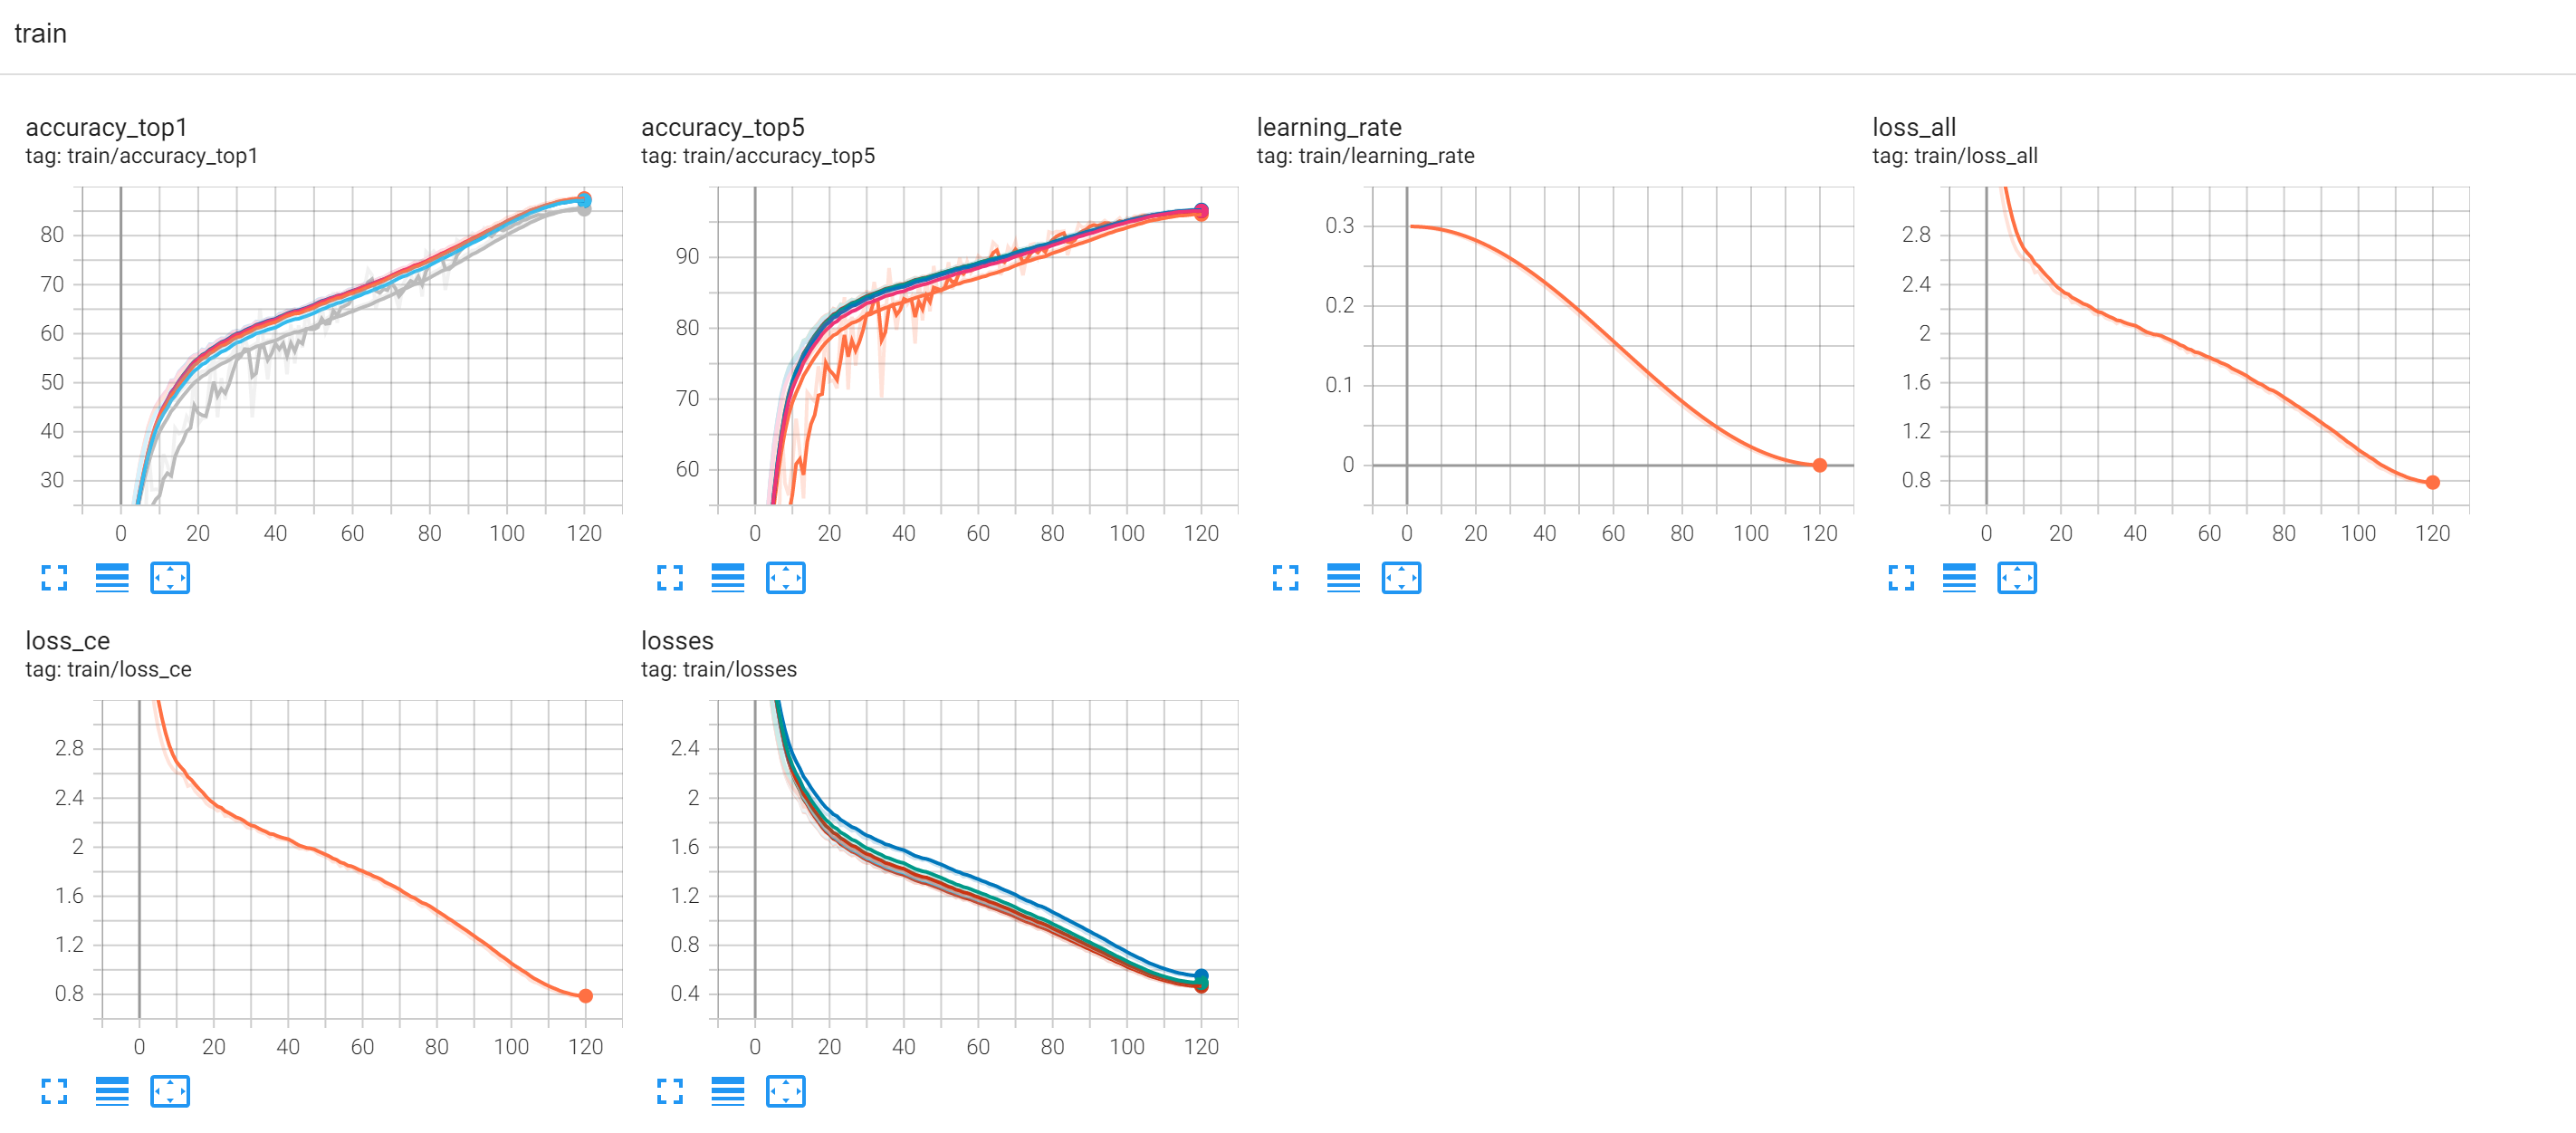 train
accuracy_top1
tag: train/accuracy_top1
80
70
60
50
40
30
0 20 40 60 80 100 120
accuracy_top5
tag: train/accuracy_top5
90
80
70
60
0 20 40 60 80 100 120
learning_rate
tag: train/learning_rate
0.3
0.2
0.1
0
0 20 40 60 80 100 120
loss_all
tag: train/loss_all
2.8
2.4
2
1.6
1.2
0.8
0 20 40 60 80 100 120
loss_ce
tag: train/loss_ce
2.8
2.4
2
1.6
1.2
0.8
0 20 40 60 80 100 120
losses
tag: train/losses
2.4
2
1.6
1.2
0.8
0.4
0 20 40 60 80 100 120